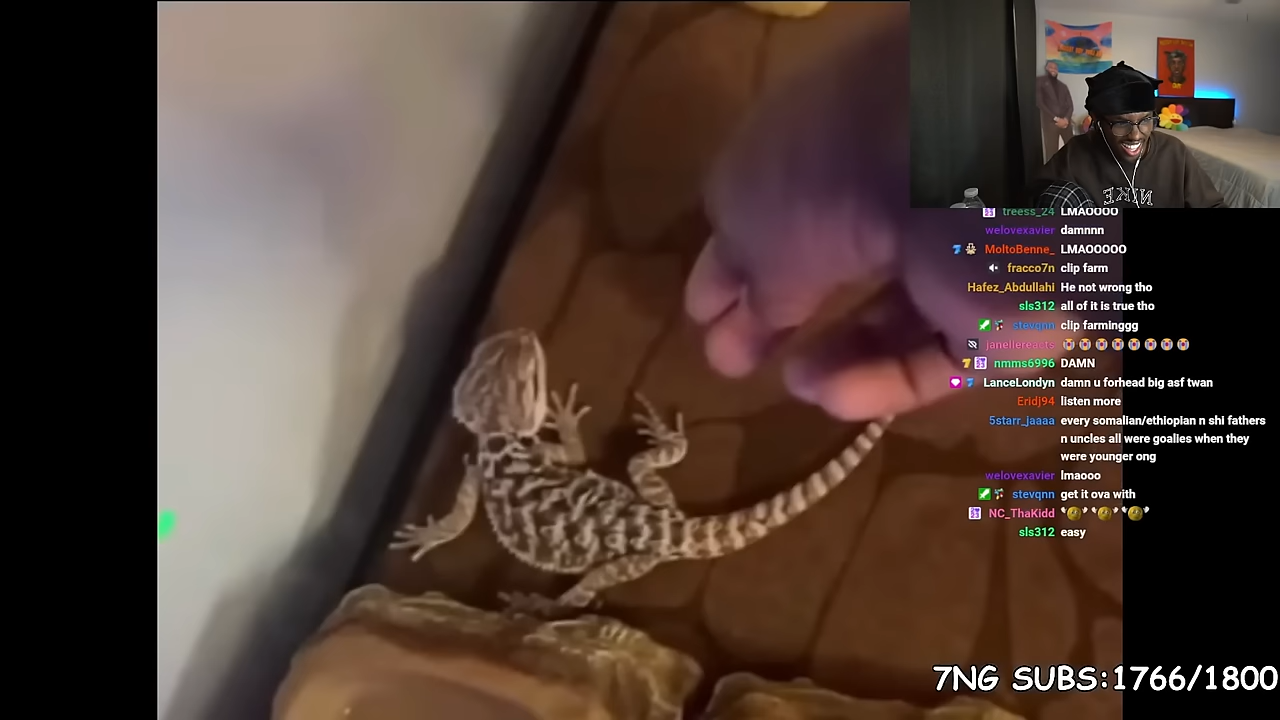 treess_24 LMAOOOO
welovexavier damnnn
MoltoBenne_ LMAOOOOO
fracco7n clip farm
Hafez_Abdullahi He not wrong tho
sls312 all of it is true tho
stevqnn clip farminggg
janellereacts
nmms6996 DAMN
LanceLondyn damn u forhead big asf twan
Eridj94 listen more
5starr_jaaaa every somalian/ethiopian n shi fathers
n uncles all were goalies when they
were younger ong
welovexavier lmaooo
stevqnn get it ova with
NC_ThaKidd
sls312 easy
NIKE
7NG SUBS:1766/1800